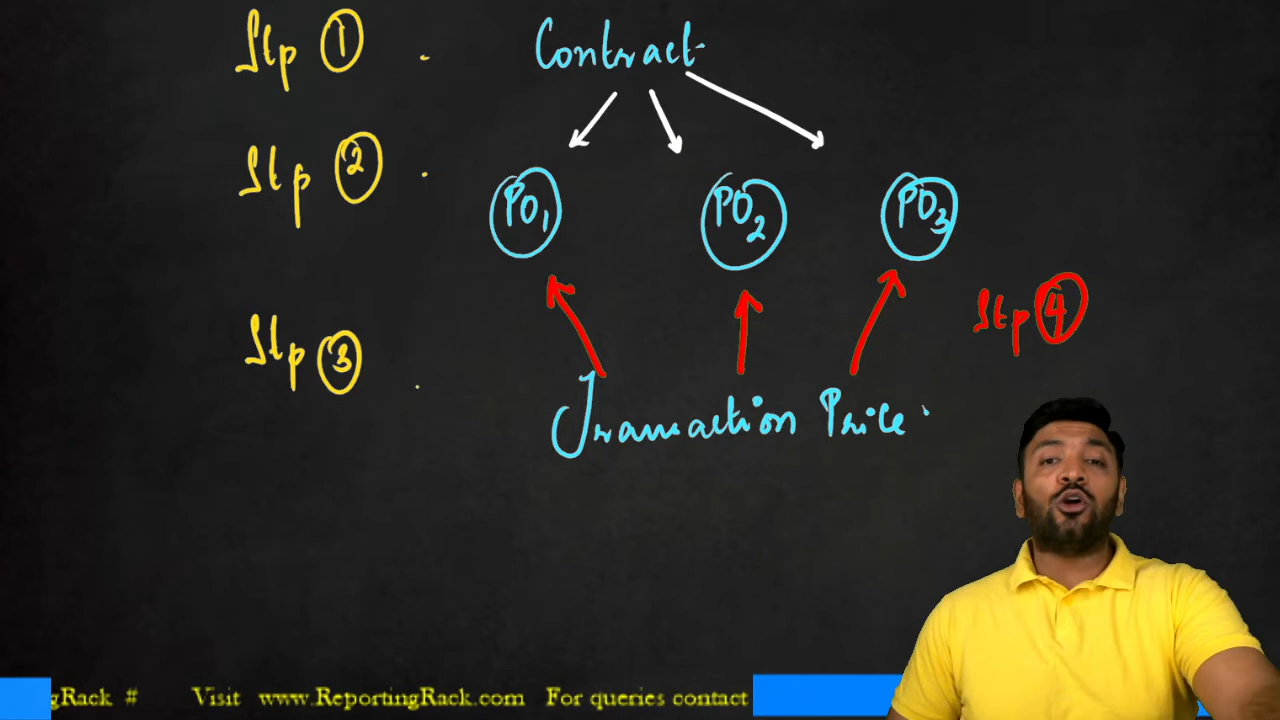 Step 1 . Contract
Step 2 . PO1 PO2 PO3
Step 4
Step 3 . Transaction Price
gRack # Visit www.ReportingRack.com For queries contact